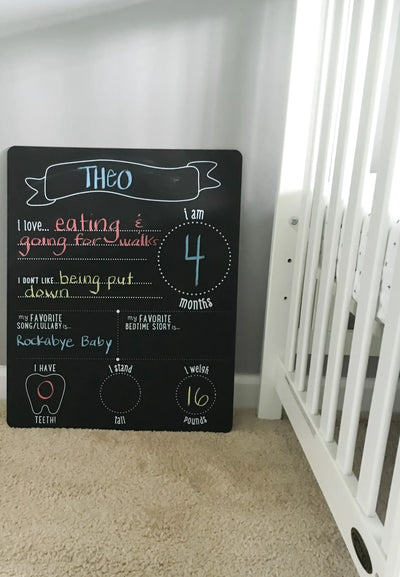 THEO
I love... eating &
going for walks
I DON'T LIKE... being put
down
I am
4
months
my FAVORITE
SONG/LULLABY is...
Rockabye Baby
my FAVORITE
BEDTIME STORY is...
I HAVE
0
TEETH!
I stand
tall
I weigh
16
pounds